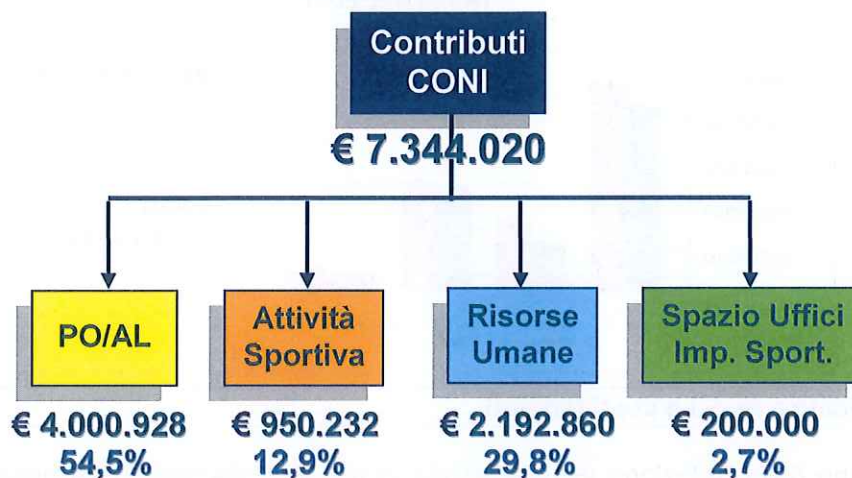 Contributi
CONI
€ 7.344.020
PO/AL
Attività
Sportiva
Risorse
Umane
Spazio Uffici
Imp. Sport.
€ 4.000.928
€ 950.232
€ 2.192.860
€ 200.000
54,5%
12,9%
29,8%
2,7%